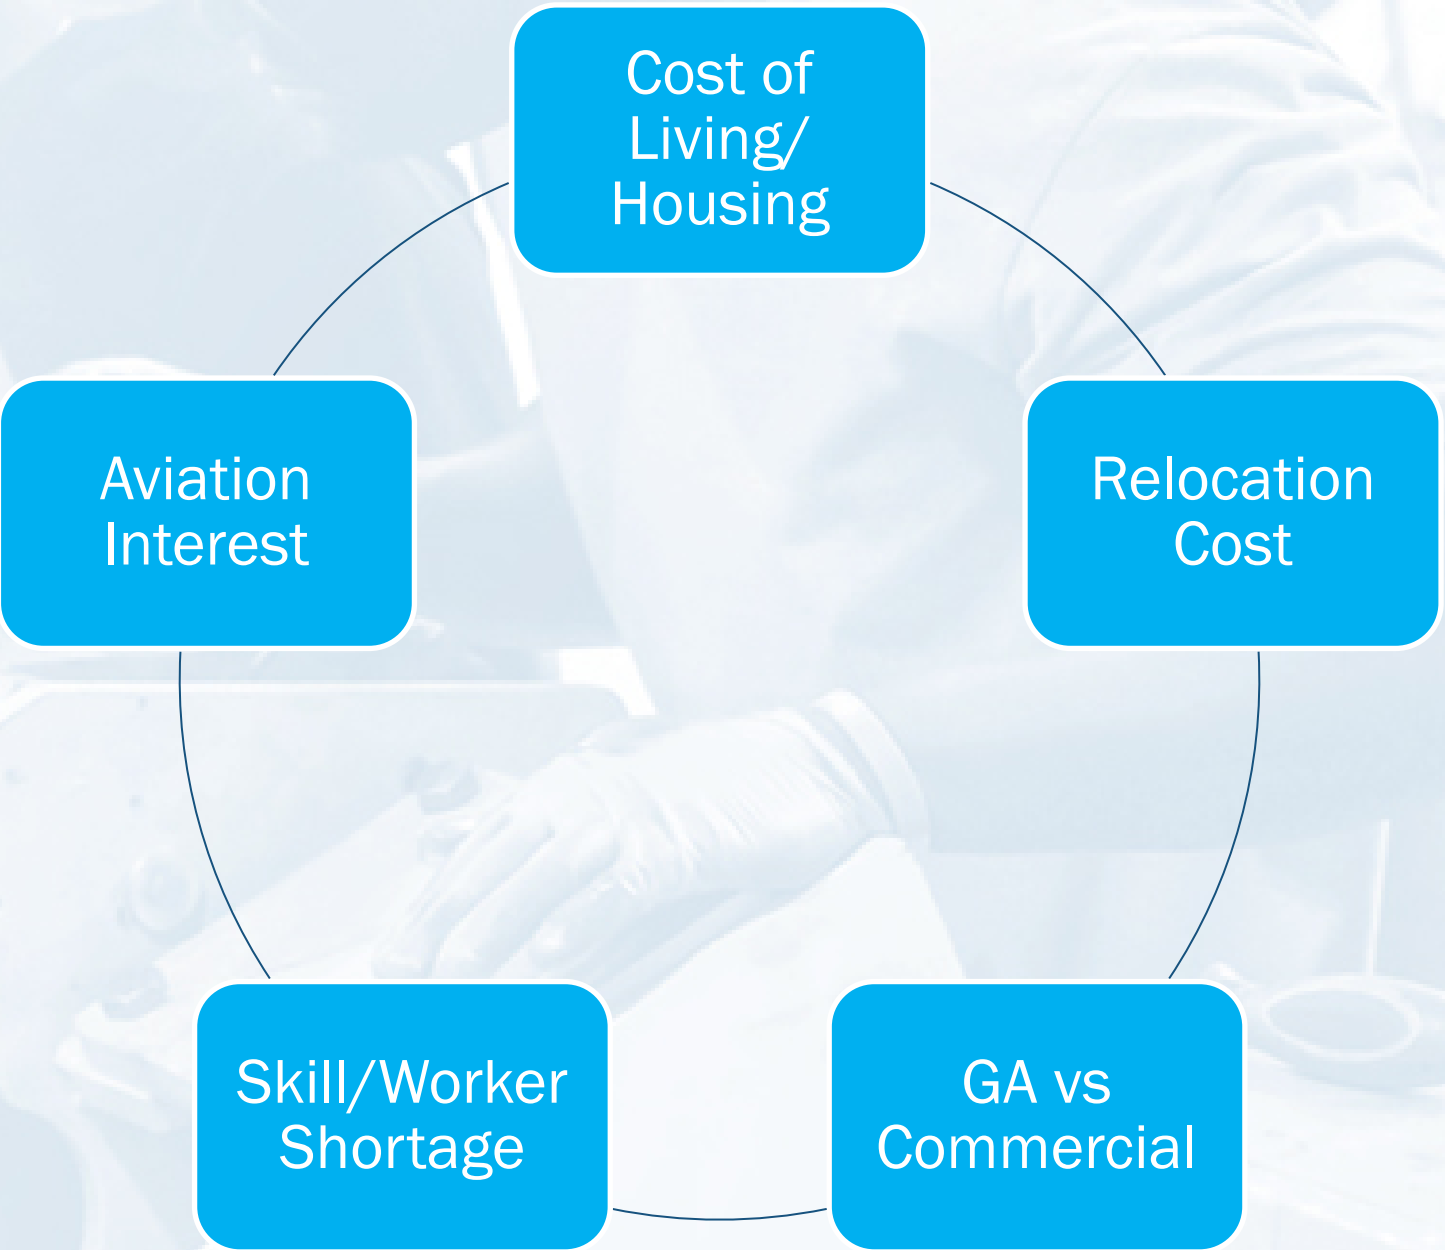 Cost of
Living/
Housing
Aviation
Interest
Relocation
Cost
Skill/Worker
Shortage
GA vs
Commercial